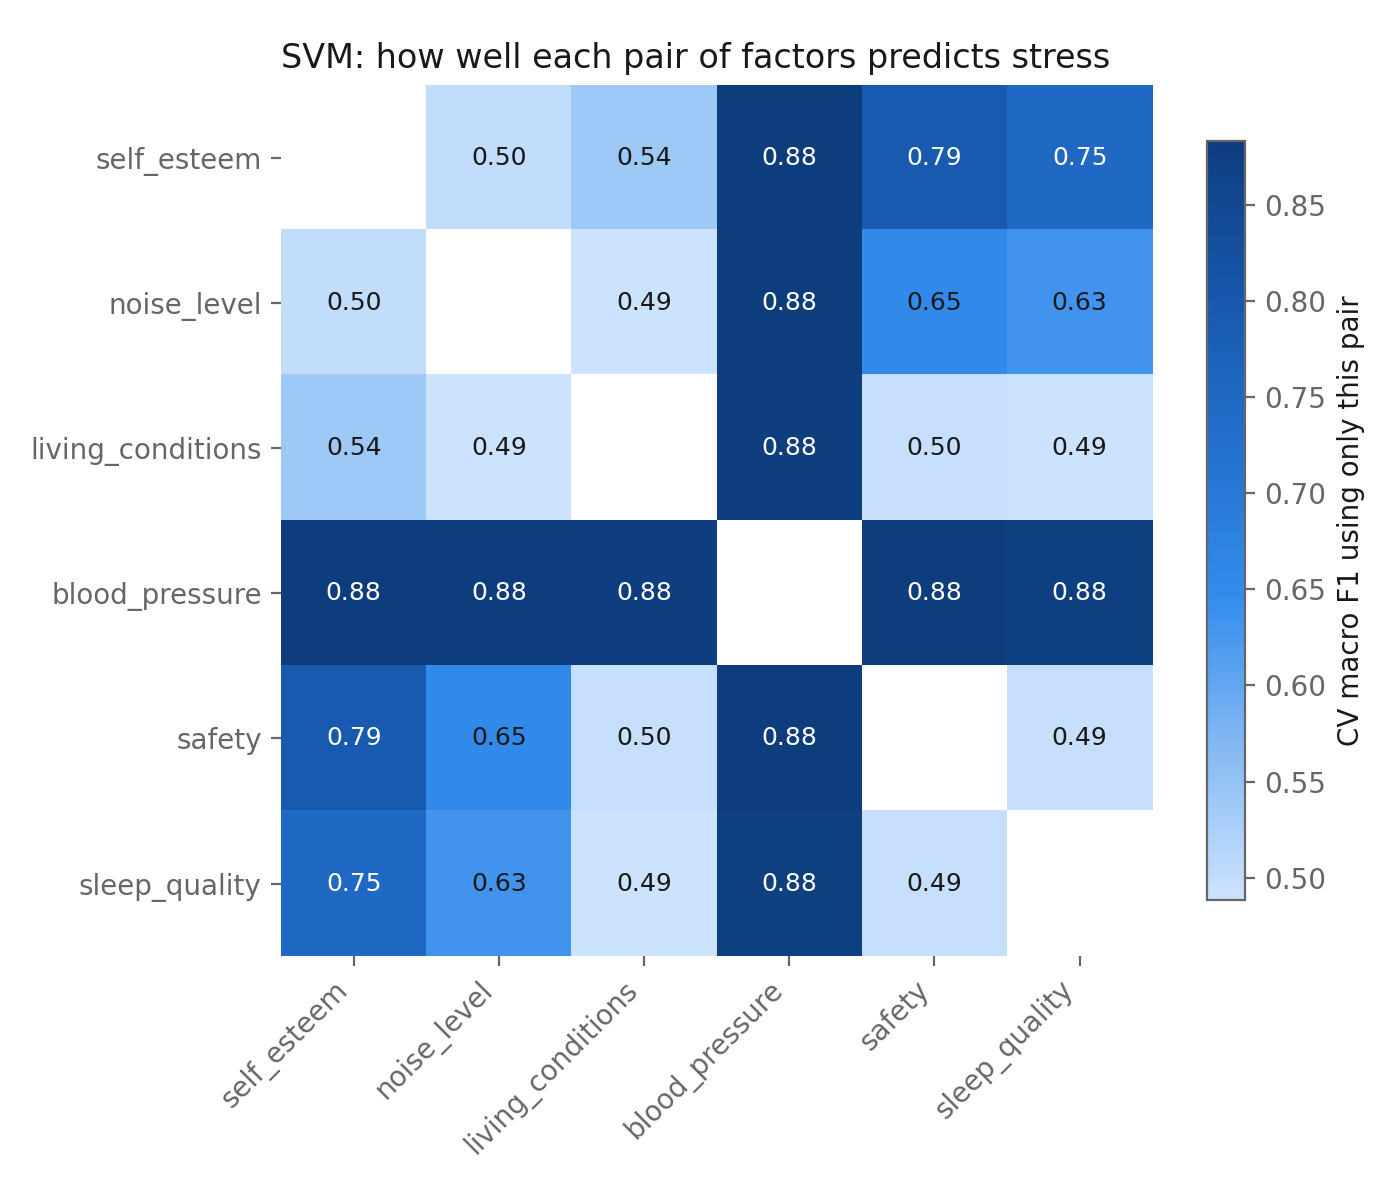 SVM: how well each pair of factors predicts stress
self_esteem 0.50 0.54 0.88 0.79 0.75
noise_level 0.50 0.49 0.88 0.65 0.63
living_conditions 0.54 0.49 0.88 0.50 0.49
blood_pressure 0.88 0.88 0.88 0.88 0.88
safety 0.79 0.65 0.50 0.88 0.49
sleep_quality 0.75 0.63 0.49 0.88 0.49
self_esteem
noise_level
living_conditions
blood_pressure
safety
sleep_quality
0.85
0.80
0.75
0.70
0.65
0.60
0.55
0.50
CV macro F1 using only this pair